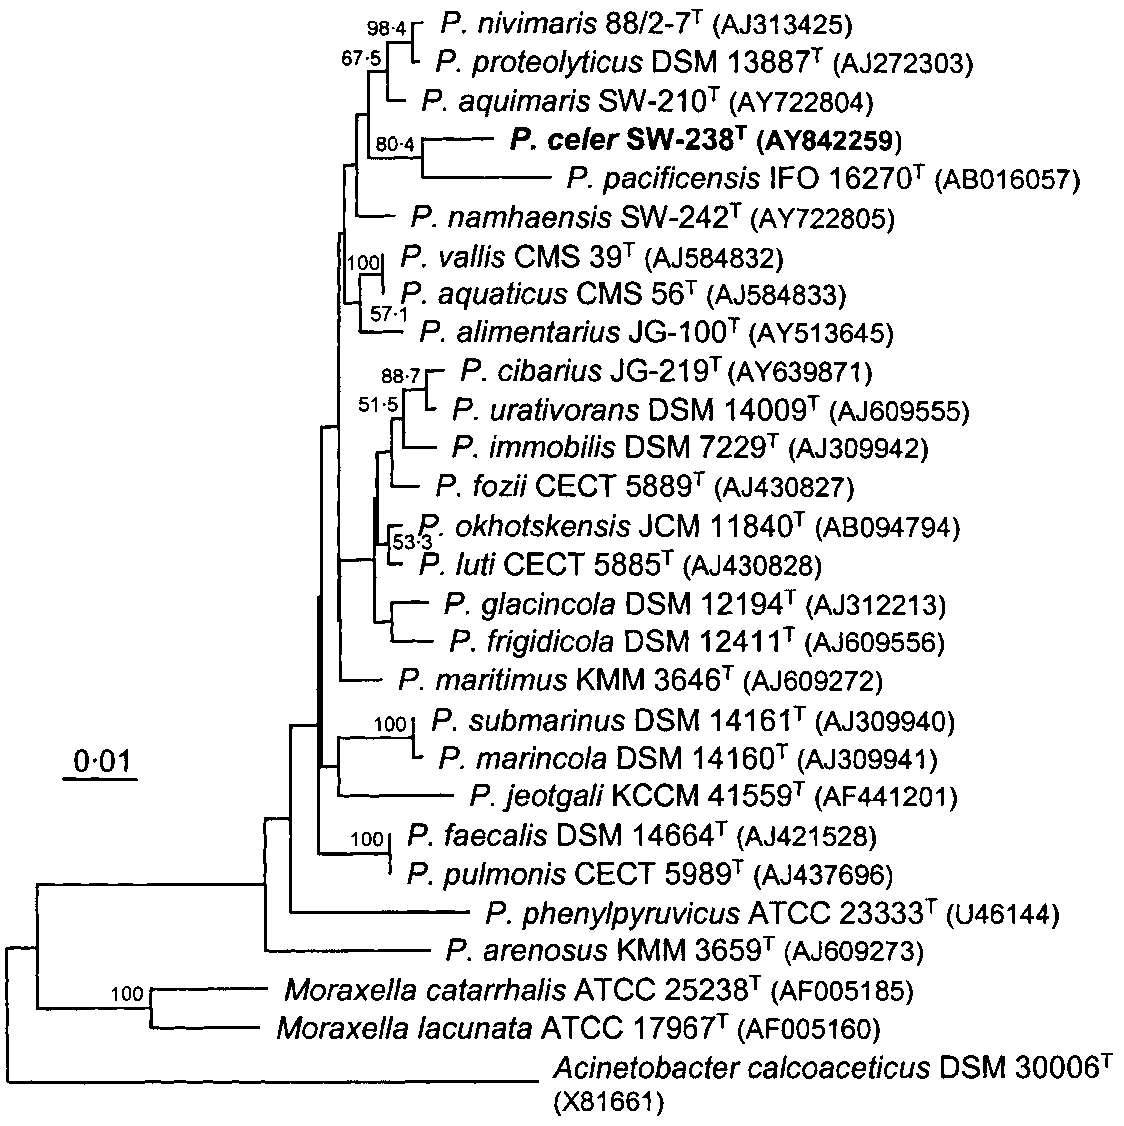 98·4 P. nivimaris 88/2-7ᵀ (AJ313425)
67·5 P. proteolyticus DSM 13887ᵀ (AJ272303)
P. aquimaris SW-210ᵀ (AY722804)
80·4 P. celer SW-238ᵀ (AY842259)
P. pacificensis IFO 16270ᵀ (AB016057)
P. namhaensis SW-242ᵀ (AY722805)
100 P. vallis CMS 39ᵀ (AJ584832)
P. aquaticus CMS 56ᵀ (AJ584833)
57·1 P. alimentarius JG-100ᵀ (AY513645)
88·7 P. cibarius JG-219ᵀ (AY639871)
51·5 P. urativorans DSM 14009ᵀ (AJ609555)
P. immobilis DSM 7229ᵀ (AJ309942)
P. fozii CECT 5889ᵀ (AJ430827)
P. okhotskensis JCM 11840ᵀ (AB094794)
53·3
P. luti CECT 5885ᵀ (AJ430828)
P. glacincola DSM 12194ᵀ (AJ312213)
P. frigidicola DSM 12411ᵀ (AJ609556)
P. maritimus KMM 3646ᵀ (AJ609272)
100 P. submarinus DSM 14161ᵀ (AJ309940)
0·01 P. marincola DSM 14160ᵀ (AJ309941)
P. jeotgali KCCM 41559ᵀ (AF441201)
100 P. faecalis DSM 14664ᵀ (AJ421528)
P. pulmonis CECT 5989ᵀ (AJ437696)
P. phenylpyruvicus ATCC 23333ᵀ (U46144)
P. arenosus KMM 3659ᵀ (AJ609273)
100 Moraxella catarrhalis ATCC 25238ᵀ (AF005185)
Moraxella lacunata ATCC 17967ᵀ (AF005160)
Acinetobacter calcoaceticus DSM 30006ᵀ
(X81661)